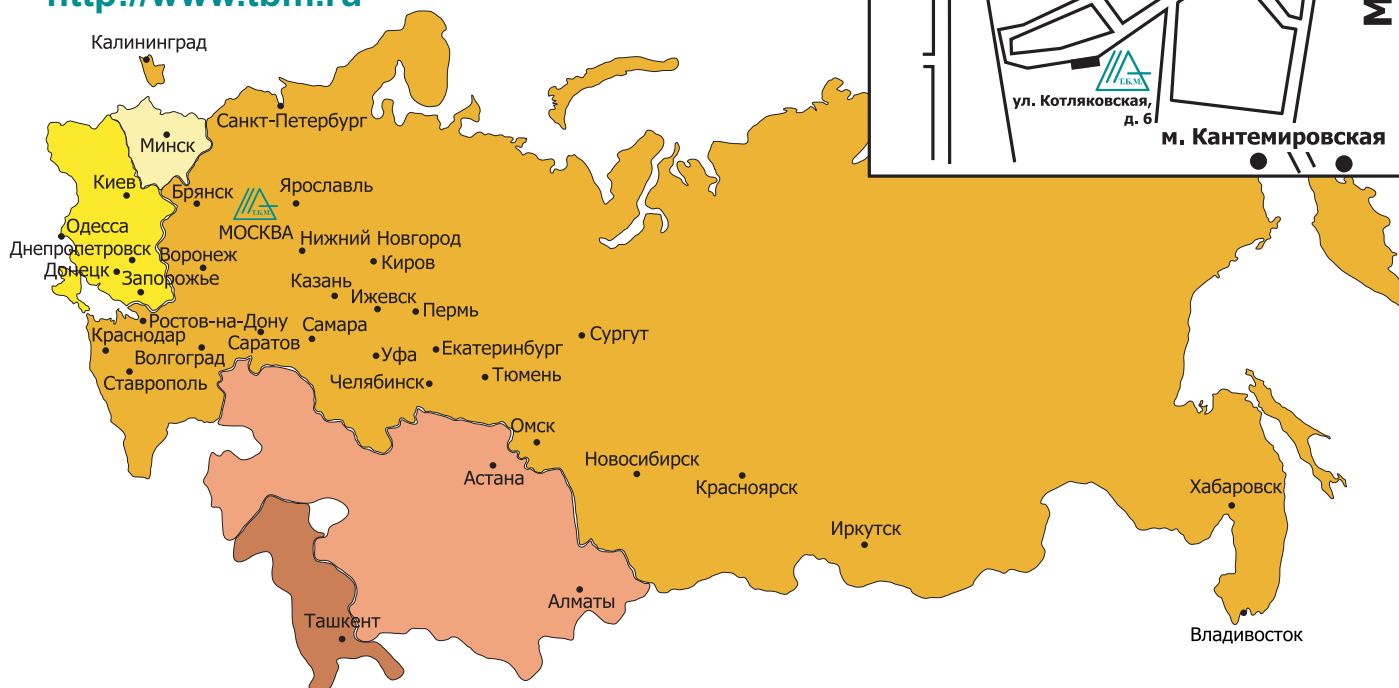 http://www.tbm.ru
М
Т.Б.М.
ул. Котляковская,
д. 6
м. Кантемировская
Калининград
Санкт-Петербург
Минск
Киев
Брянск
Ярославль
Т.Б.М.
МОСКВА
Одесса
Нижний Новгород
Днепропетровск
Воронеж
Киров
Донецк
Запорожье
Казань
Ижевск
Пермь
Ростов-на-Дону
Самара
Краснодар
Саратов
Сургут
Волгоград
Уфа
Екатеринбург
Ставрополь
Челябинск
Тюмень
Омск
Астана
Новосибирск
Красноярск
Хабаровск
Иркутск
Алматы
Ташкент
Владивосток